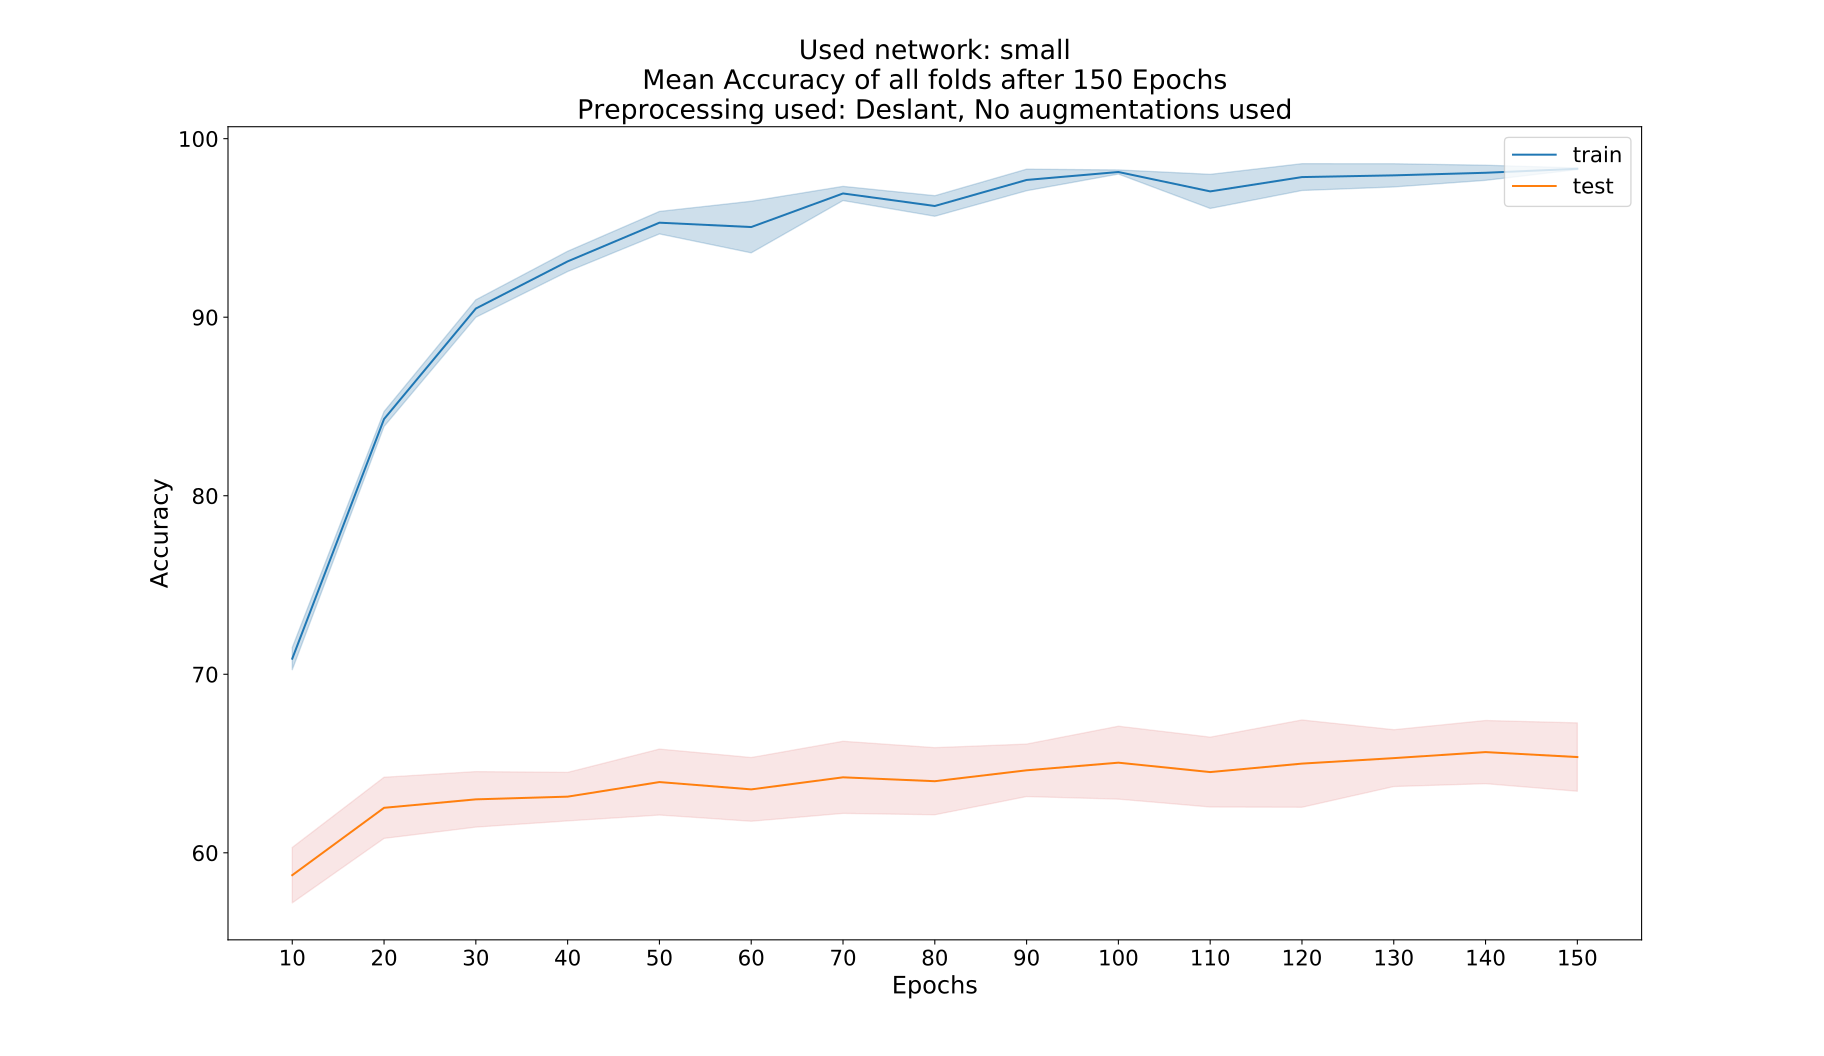 Used network: small
Mean Accuracy of all folds after 150 Epochs
Preprocessing used: Deslant, No augmentations used
train
test
100
90
80
70
60
Accuracy
10 20 30 40 50 60 70 80 90 100 110 120 130 140 150
Epochs